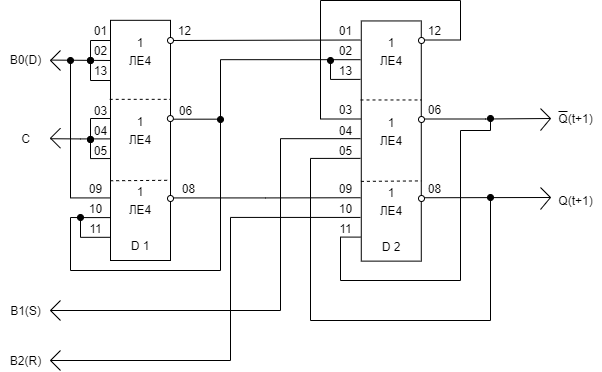 01 1 12 01 1 12
B0(D) 02 ЛЕ4 02 ЛЕ4
13 13
03 1 06 03 1 06 Q(t+1)
C 04 ЛЕ4 04 ЛЕ4
05 05
09 1 08 09 1 08 Q(t+1)
10 ЛЕ4 10 ЛЕ4
11 11
D 1 D 2
B1(S)
B2(R)